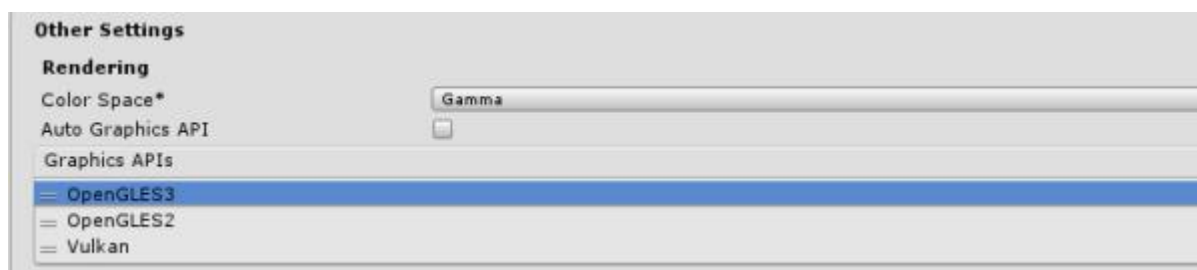 Other Settings
Rendering
Color Space*
Gamma
Auto Graphics API
Graphics APIs
= OpenGLES3
= OpenGLES2
= Vulkan